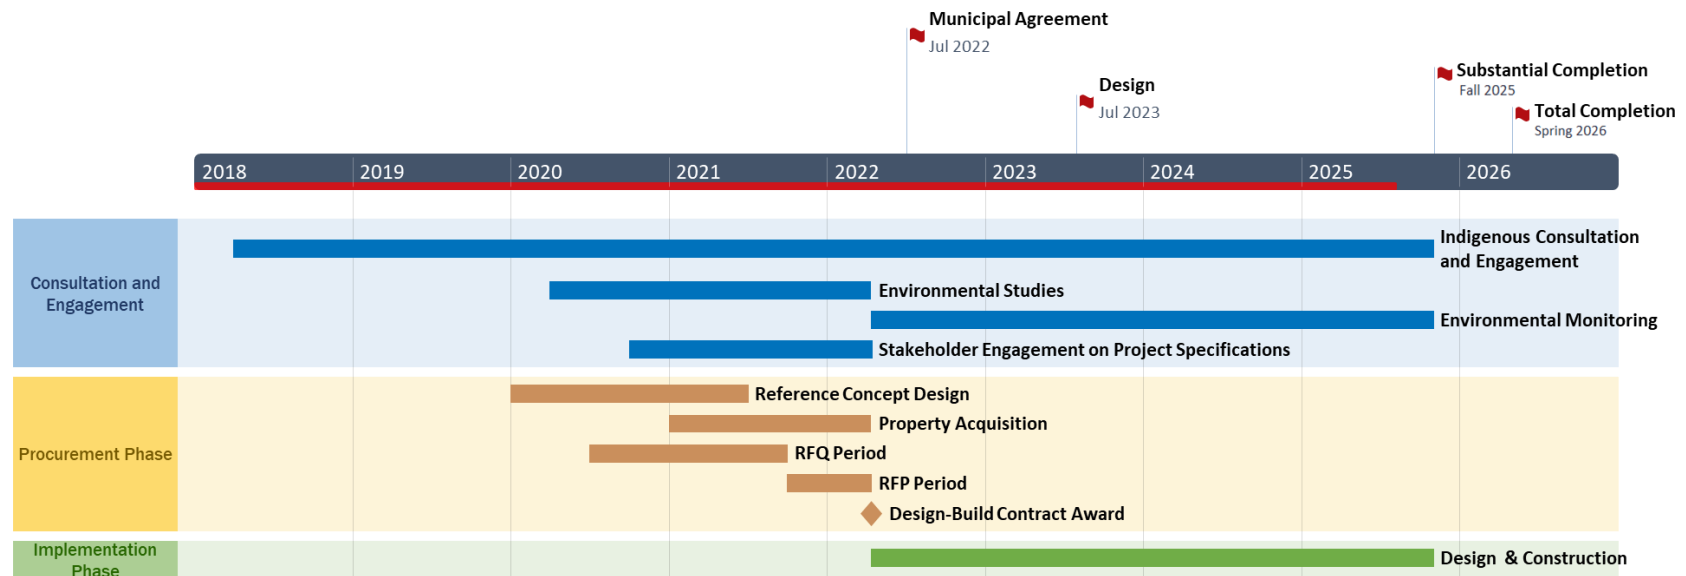 Municipal Agreement
Jul 2022
Design
Jul 2023
Substantial Completion
Fall 2025
Total Completion
Spring 2026
2018 2019 2020 2021 2022 2023 2024 2025 2026
Consultation and
Engagement
Indigenous Consultation
and Engagement
Environmental Studies
Environmental Monitoring
Stakeholder Engagement on Project Specifications
Procurement Phase
Reference Concept Design
Property Acquisition
RFQ Period
RFP Period
Design-Build Contract Award
Implementation
Phase
Design & Construction